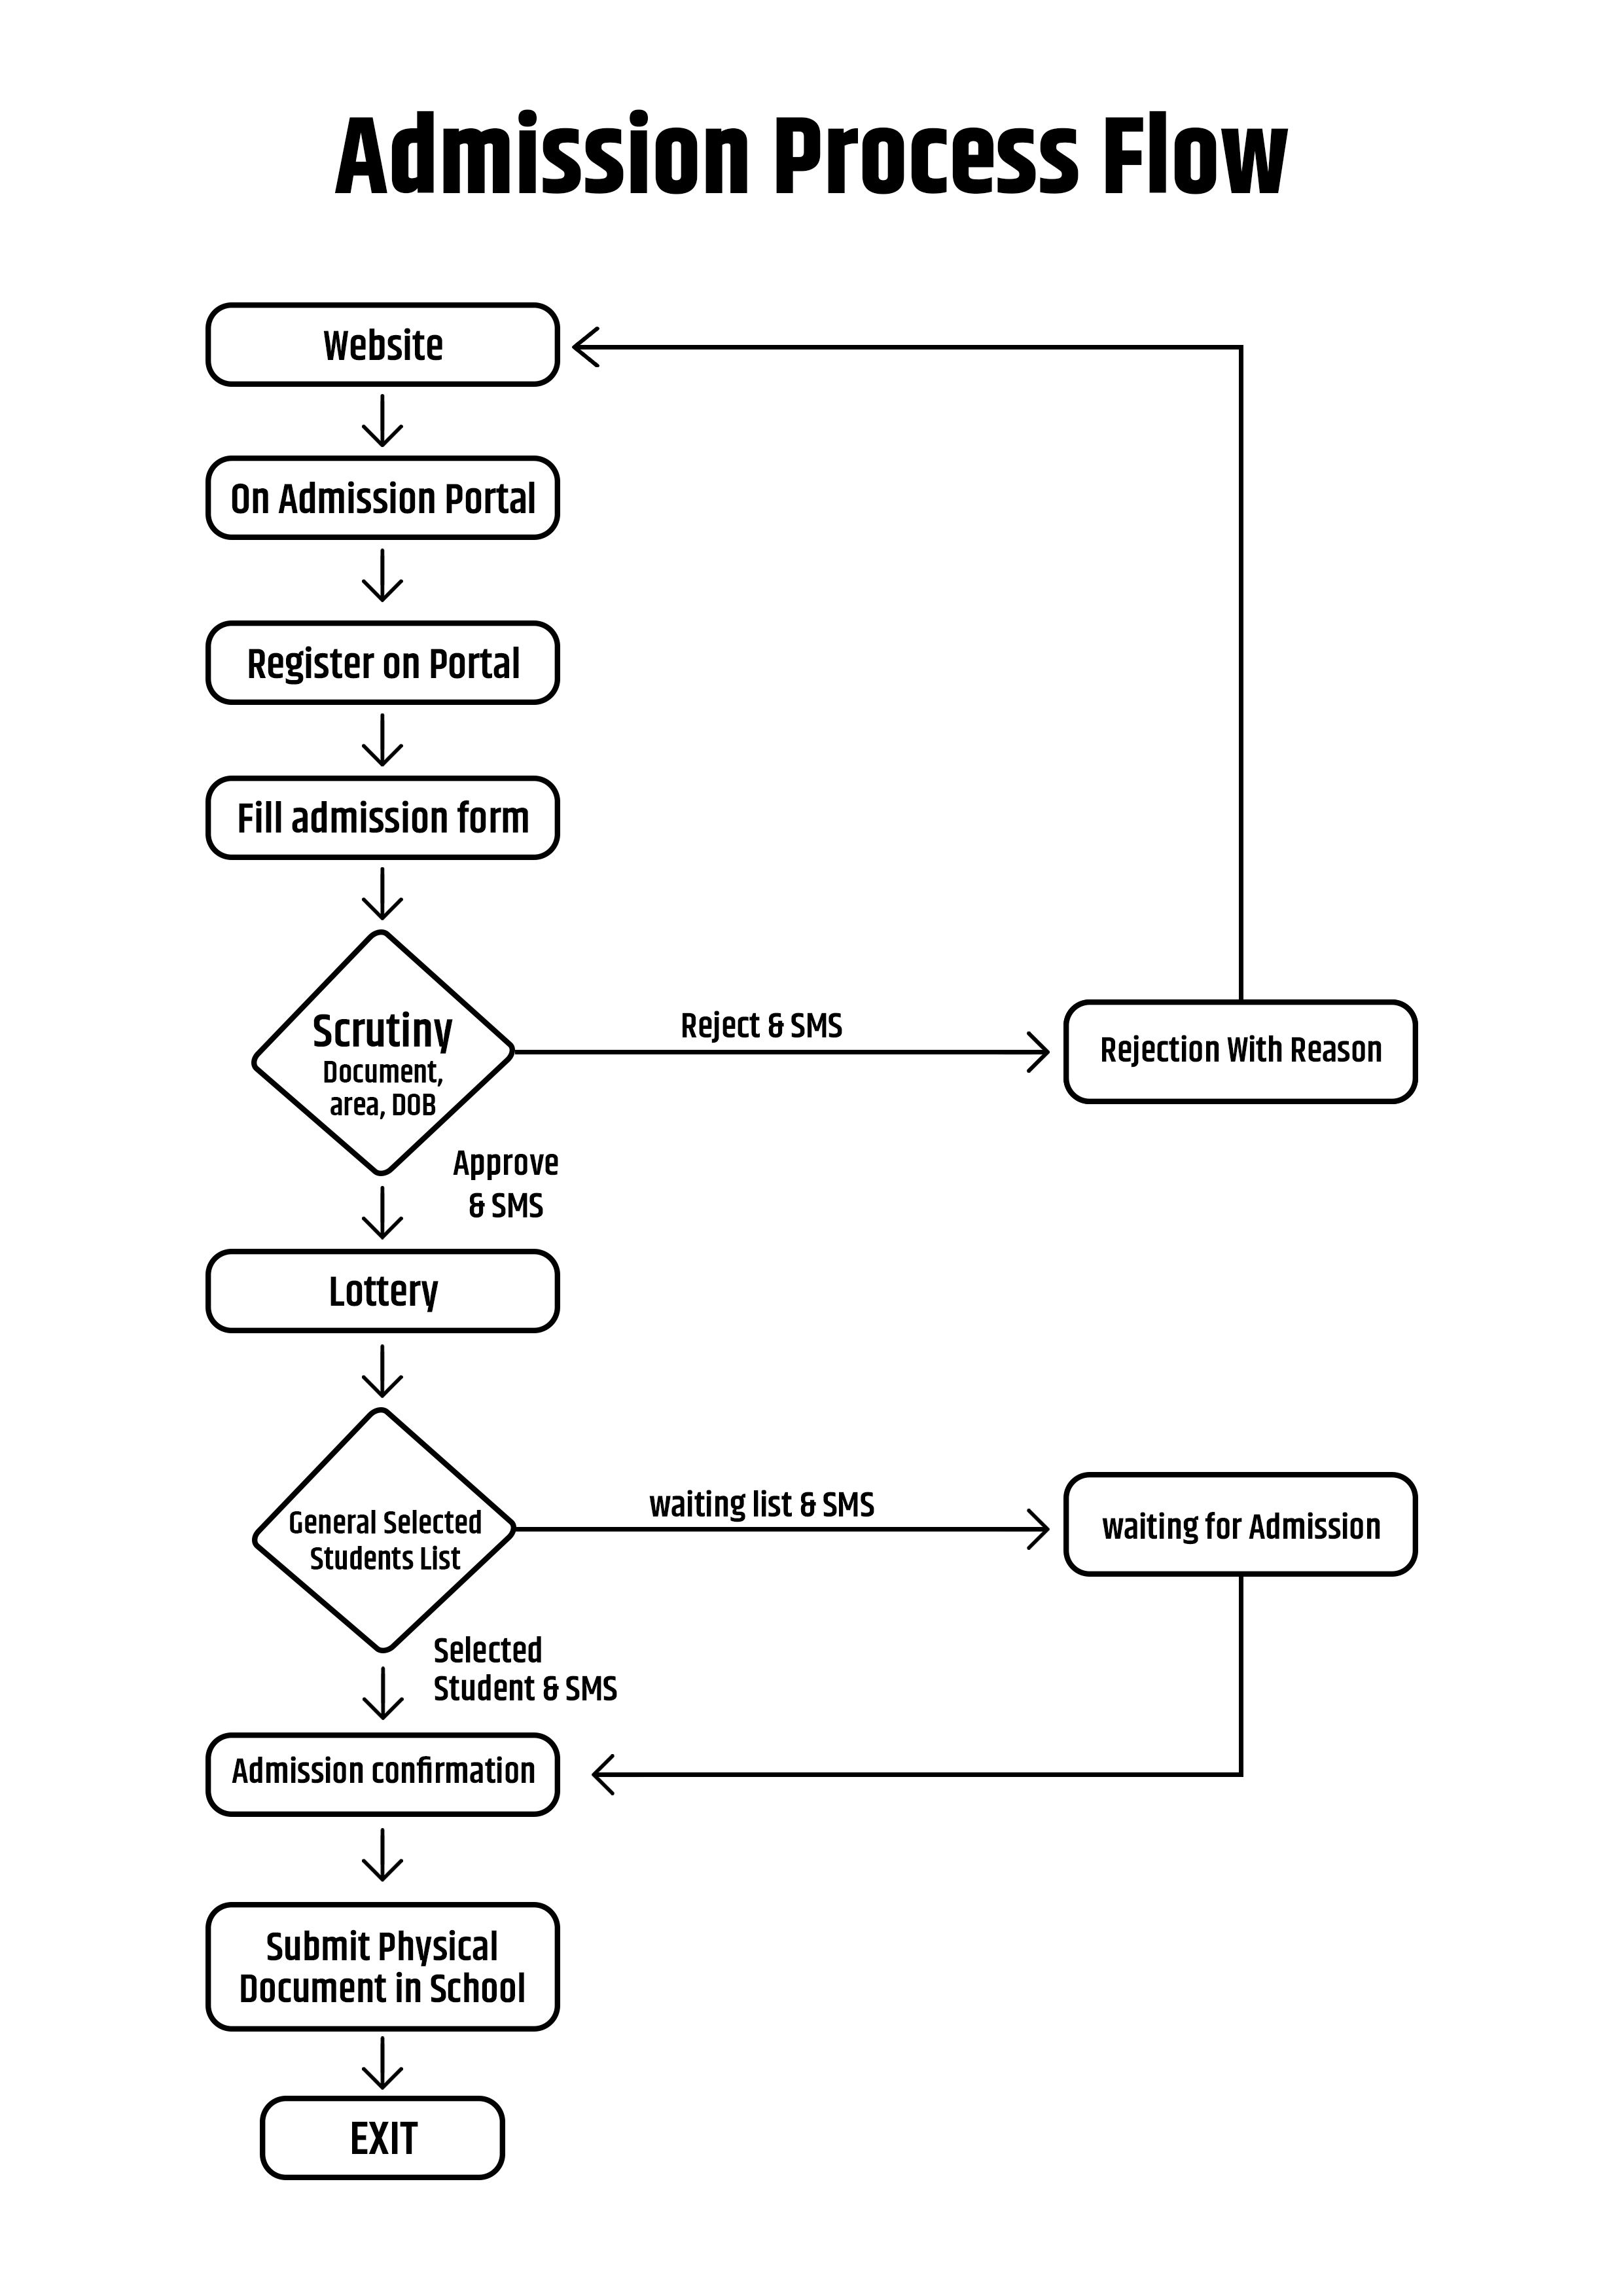 Admission Process Flow
Website
On Admission Portal
Register on Portal
Fill admission form
Scrutiny
Document,
area, DOB
Reject & SMS
Rejection With Reason
Approve
& SMS
Lottery
General Selected
Students List
waiting list & SMS
waiting for Admission
Selected
Student & SMS
Admission confirmation
Submit Physical
Document in School
EXIT